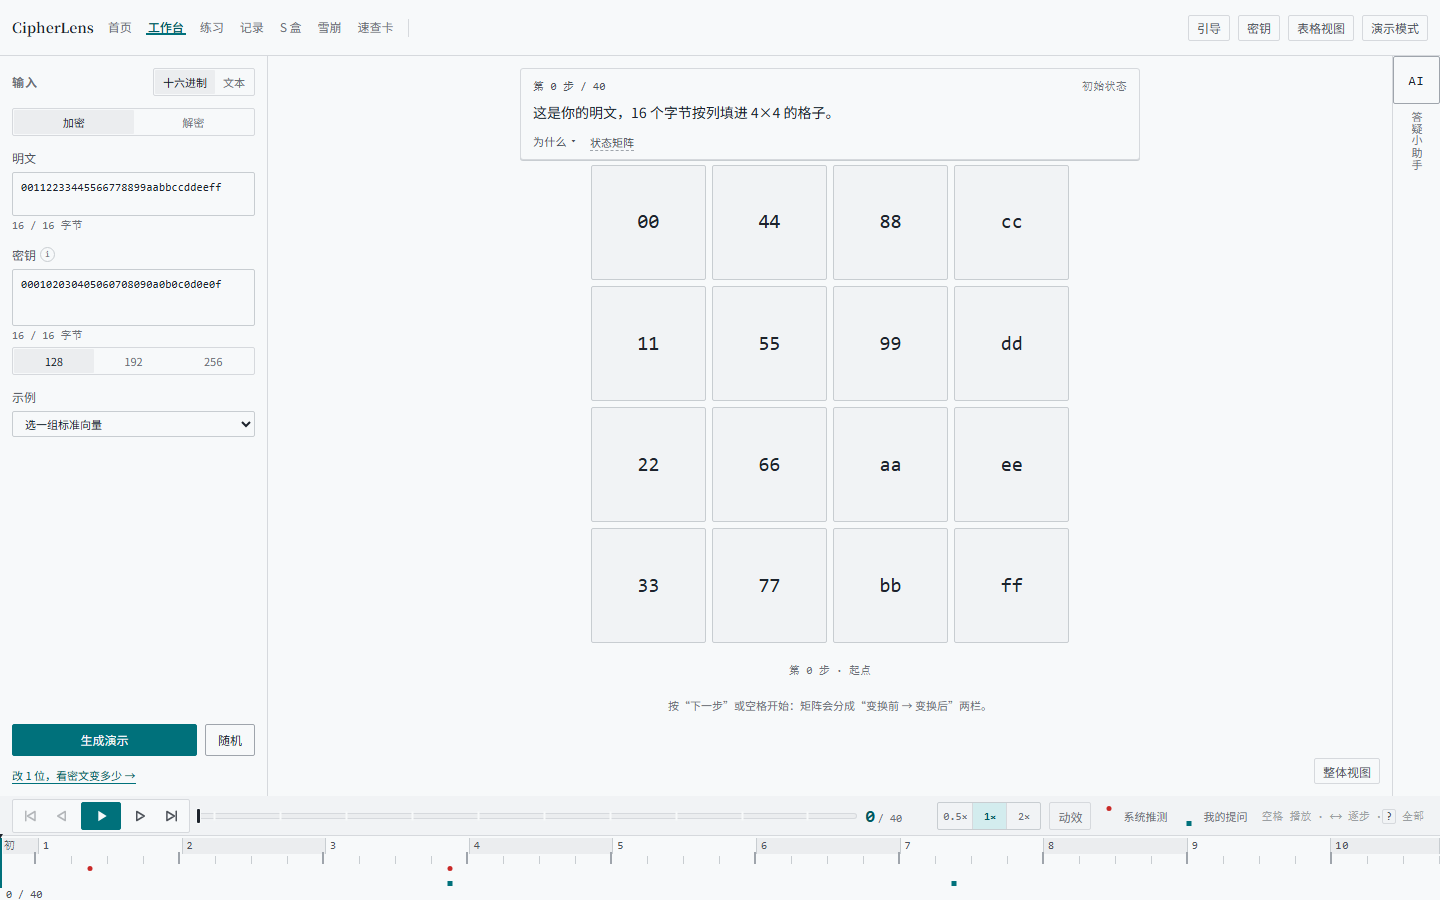 CipherLens 首页 工作台 练习 记录 S 盒 雪崩 速查卡 引导 密钥 表格视图 演示模式
输入 十六进制 文本
加密 解密
明文
00112233445566778899aabbccddeeff
16 / 16 字节
密钥 i
000102030405060708090a0b0c0d0e0f
16 / 16 字节
128 192 256
示例
选一组标准向量
生成演示 随机
改 1 位，看密文变多少 →
第 0 步 / 40 初始状态
这是你的明文，16 个字节按列填进 4×4 的格子。
为什么 状态矩阵
00 44 88 cc
11 55 99 dd
22 66 aa ee
33 77 bb ff
第 0 步 · 起点
按“下一步”或空格开始：矩阵会分成“变换前 → 变换后”两栏。
整体视图
AI
答疑小助手
0 / 40 0.5× 1× 2× 动效 系统推测 我的提问 空格 播放 · ↔ 逐步 · ? 全部
初 1 2 3 4 5 6 7 8 9 10
0 / 40